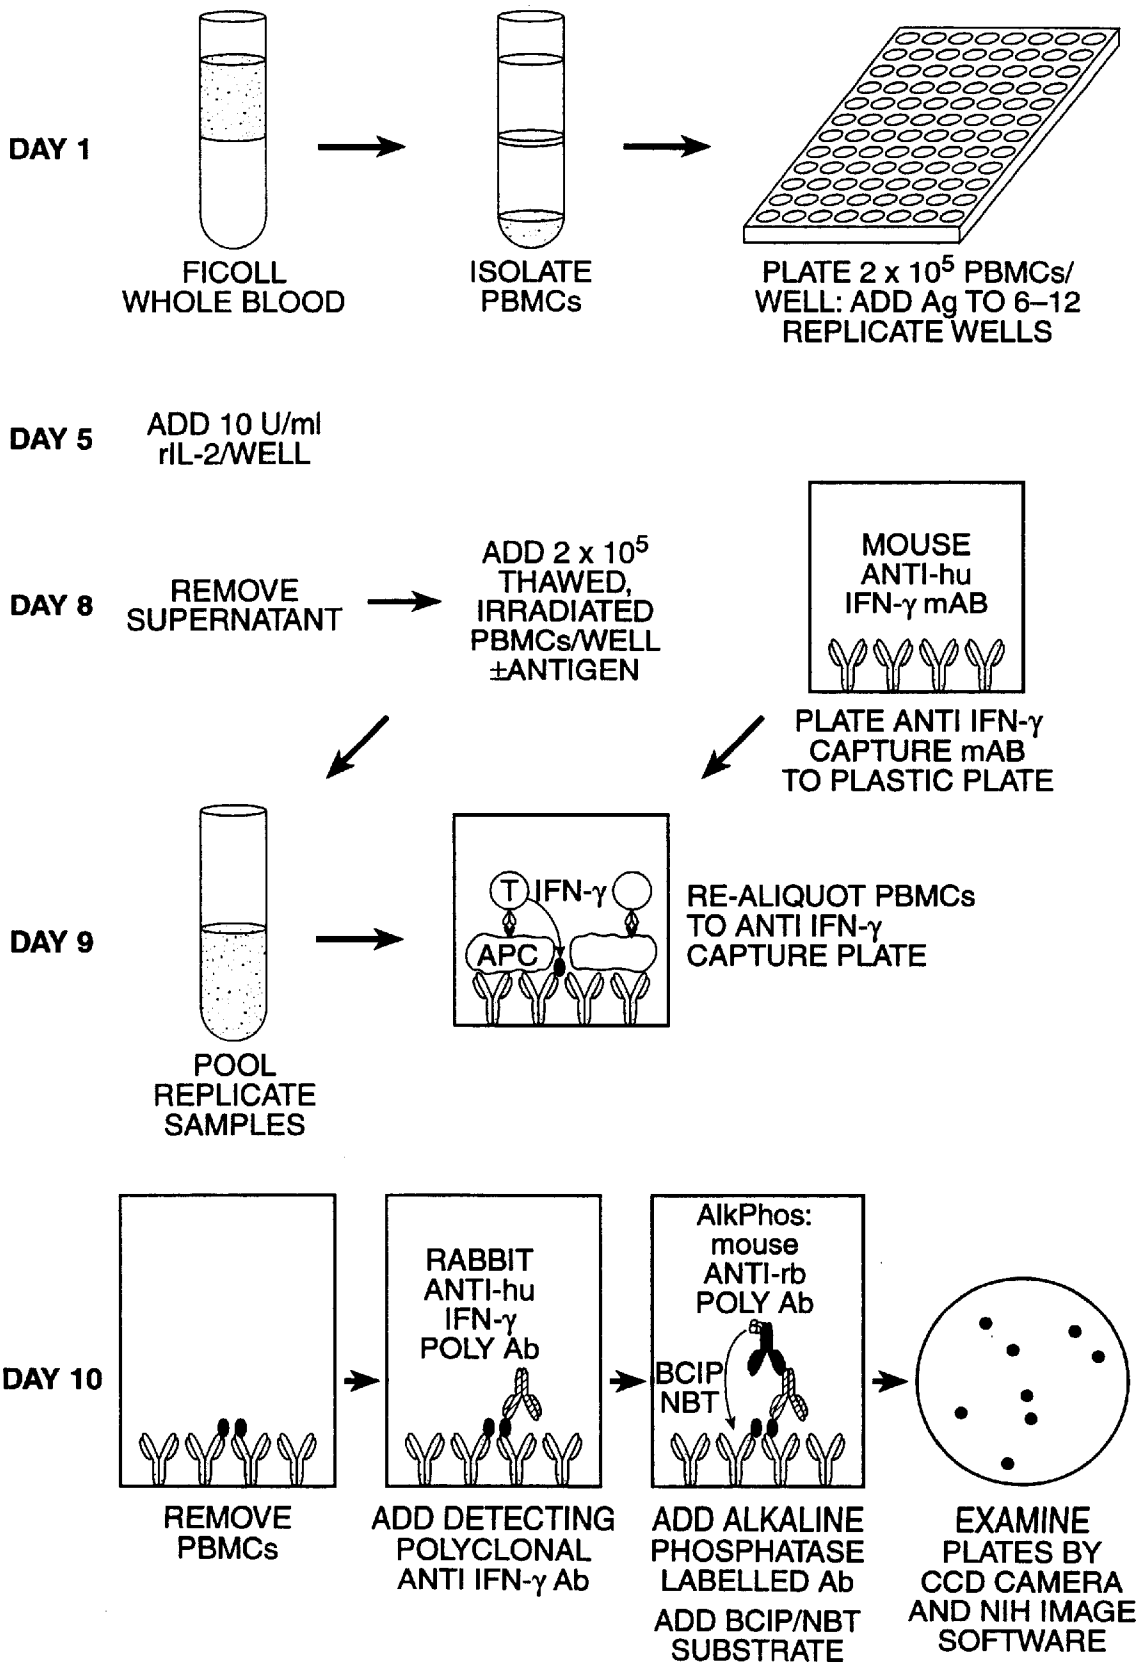 DAY 1
FICOLL
WHOLE BLOOD
ISOLATE
PBMCs
PLATE 2 x 10⁵ PBMCs/
WELL: ADD Ag TO 6–12
REPLICATE WELLS
DAY 5
ADD 10 U/ml
rIL-2/WELL
DAY 8
REMOVE
SUPERNATANT
ADD 2 x 10⁵
THAWED,
IRRADIATED
PBMCs/WELL
±ANTIGEN
MOUSE
ANTI-hu
IFN-γ mAB
PLATE ANTI IFN-γ
CAPTURE mAB
TO PLASTIC PLATE
DAY 9
POOL
REPLICATE
SAMPLES
T IFN-γ
APC
RE-ALIQUOT PBMCs
TO ANTI IFN-γ
CAPTURE PLATE
DAY 10
REMOVE
PBMCs
RABBIT
ANTI-hu
IFN-γ
POLY Ab
ADD DETECTING
POLYCLONAL
ANTI IFN-γ Ab
AlkPhos:
mouse
ANTI-rb
POLY Ab
BCIP
NBT
ADD ALKALINE
PHOSPHATASE
LABELLED Ab
ADD BCIP/NBT
SUBSTRATE
EXAMINE
PLATES BY
CCD CAMERA
AND NIH IMAGE
SOFTWARE